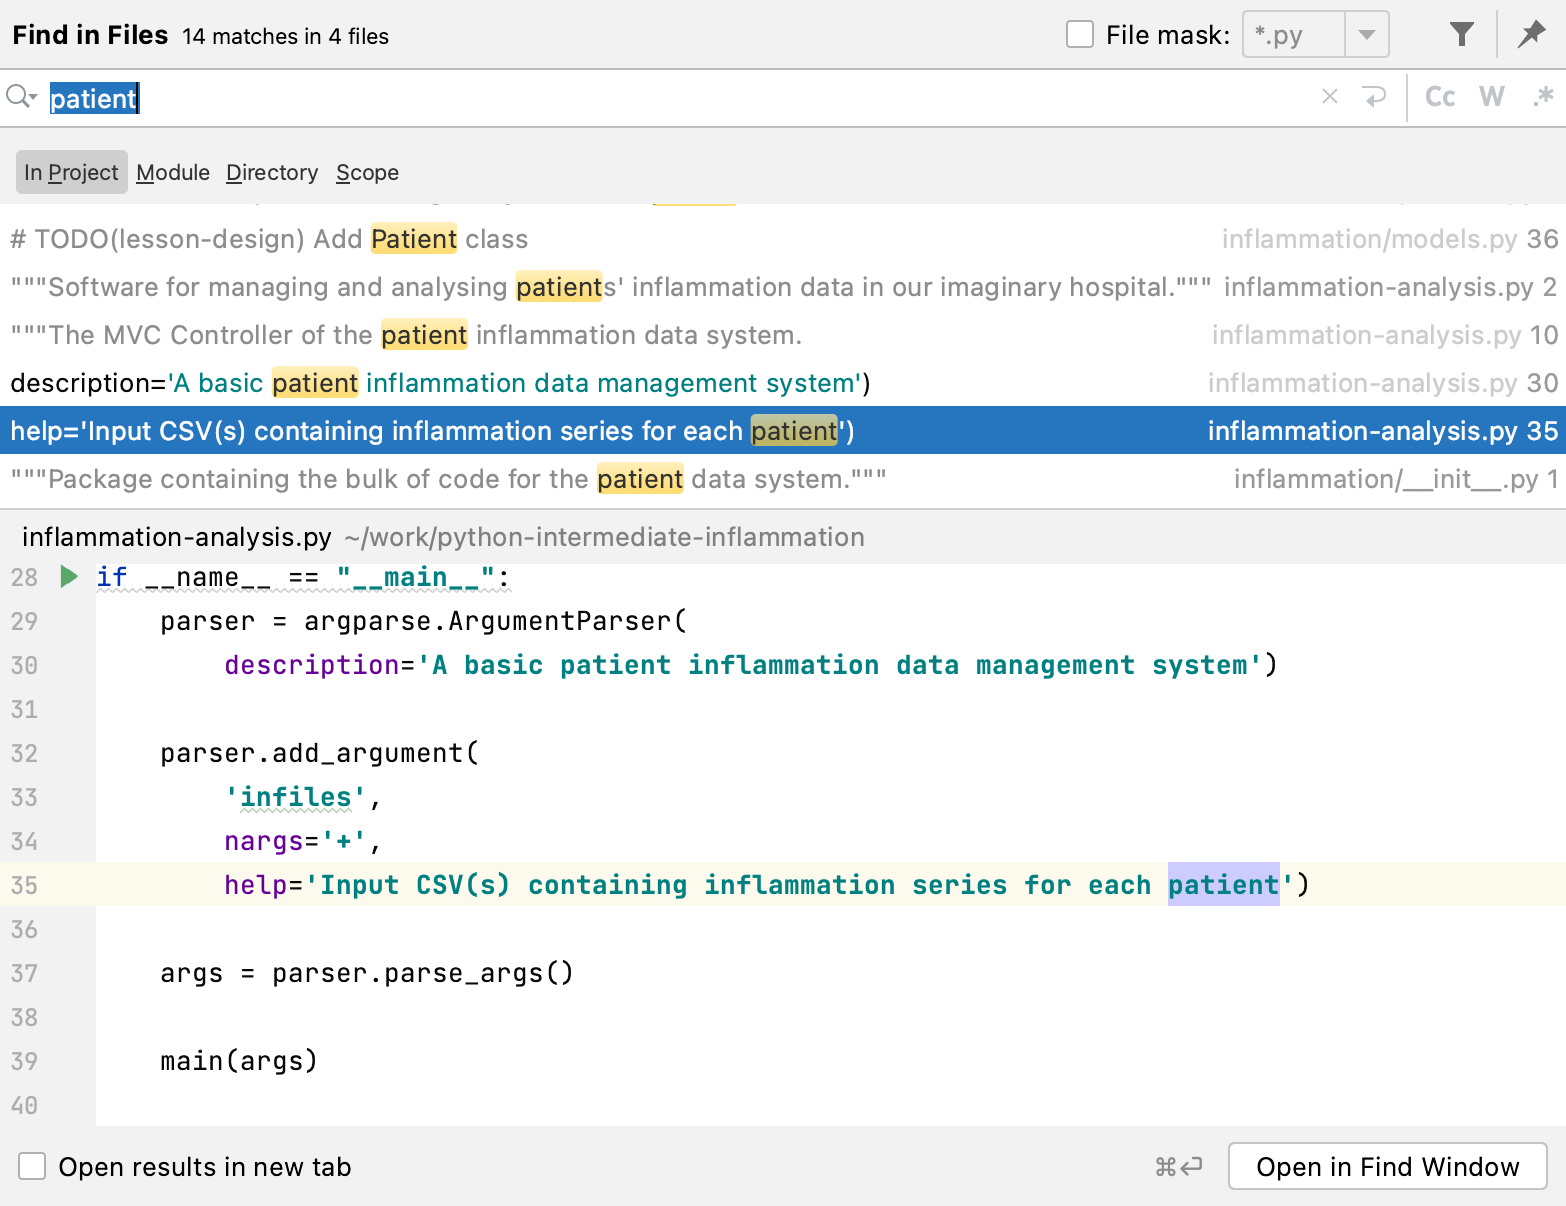 Find in Files 14 matches in 4 files File mask: *.py
patient Cc W .*
In Project Module Directory Scope
# TODO(lesson-design) Add Patient class inflammation/models.py 36
"""Software for managing and analysing patients' inflammation data in our imaginary hospital.""" inflammation-analysis.py 2
"""The MVC Controller of the patient inflammation data system. inflammation-analysis.py 10
description='A basic patient inflammation data management system') inflammation-analysis.py 30
help='Input CSV(s) containing inflammation series for each patient') inflammation-analysis.py 35
"""Package containing the bulk of code for the patient data system.""" inflammation/__init__.py 1
inflammation-analysis.py ~/work/python-intermediate-inflammation
28 if __name__ == "__main__":
29 parser = argparse.ArgumentParser(
30 description='A basic patient inflammation data management system')
31
32 parser.add_argument(
33 'infiles',
34 nargs='+',
35 help='Input CSV(s) containing inflammation series for each patient')
36
37 args = parser.parse_args()
38
39 main(args)
40
Open results in new tab ⌘↩ Open in Find Window